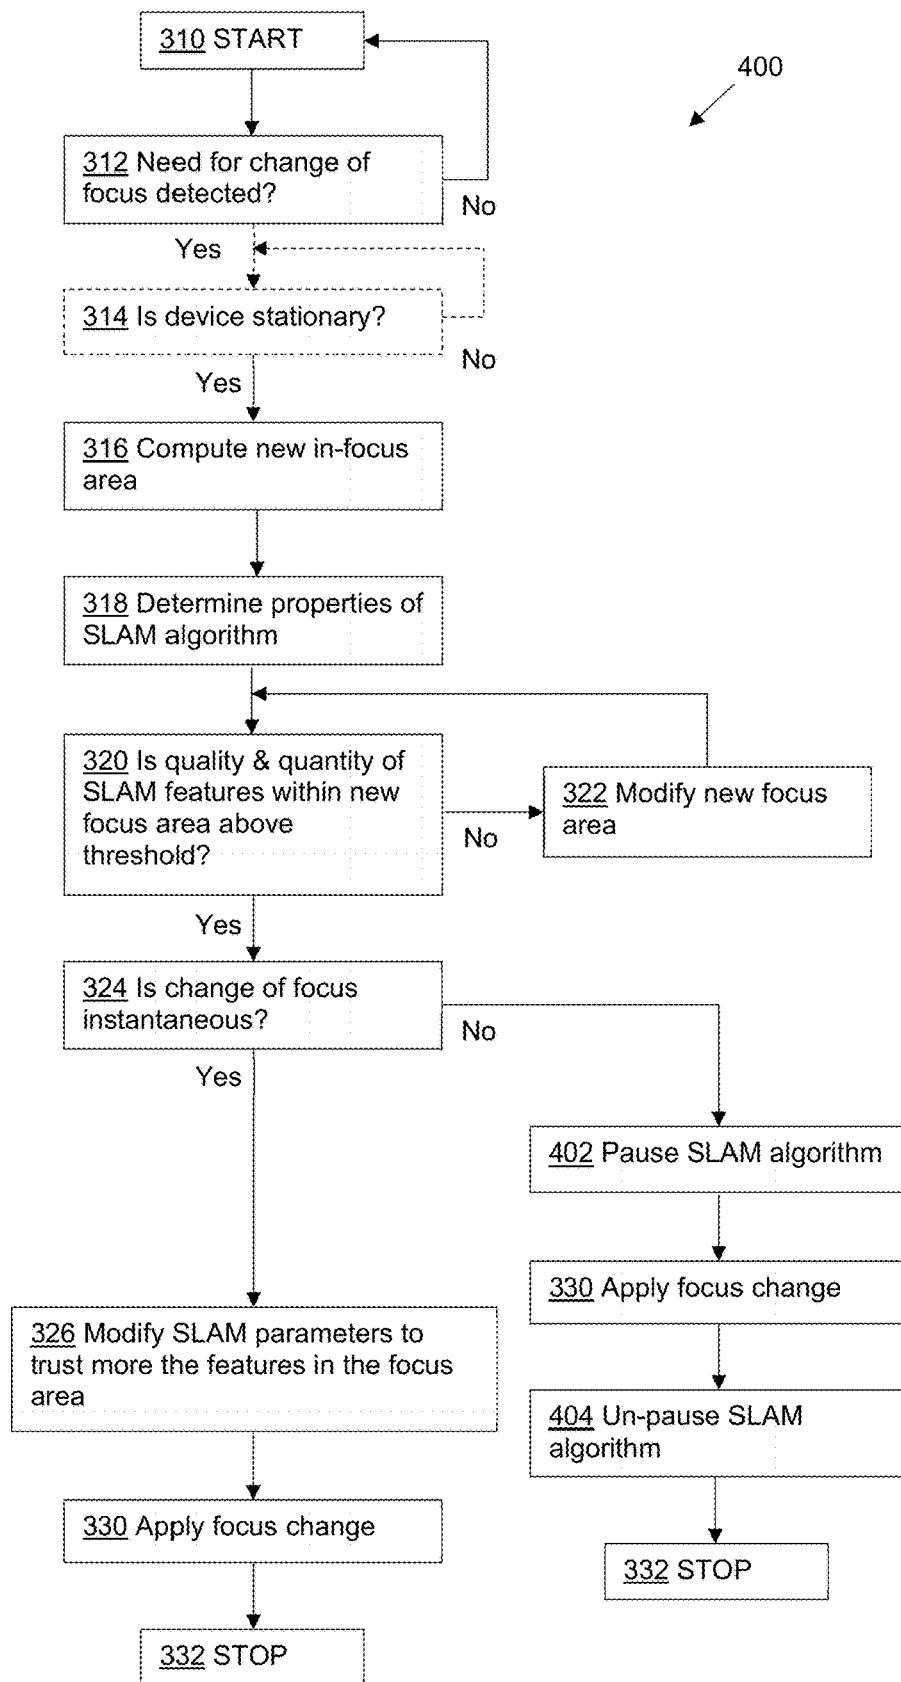 310 START
400
312 Need for change of
focus detected?
No
Yes
314 Is device stationary?
No
Yes
316 Compute new in-focus
area
318 Determine properties of
SLAM algorithm
320 Is quality & quantity of
SLAM features within new
focus area above
threshold?
No
322 Modify new focus
area
Yes
324 Is change of focus
instantaneous?
No
Yes
402 Pause SLAM algorithm
330 Apply focus change
404 Un-pause SLAM
algorithm
332 STOP
326 Modify SLAM parameters to
trust more the features in the focus
area
330 Apply focus change
332 STOP